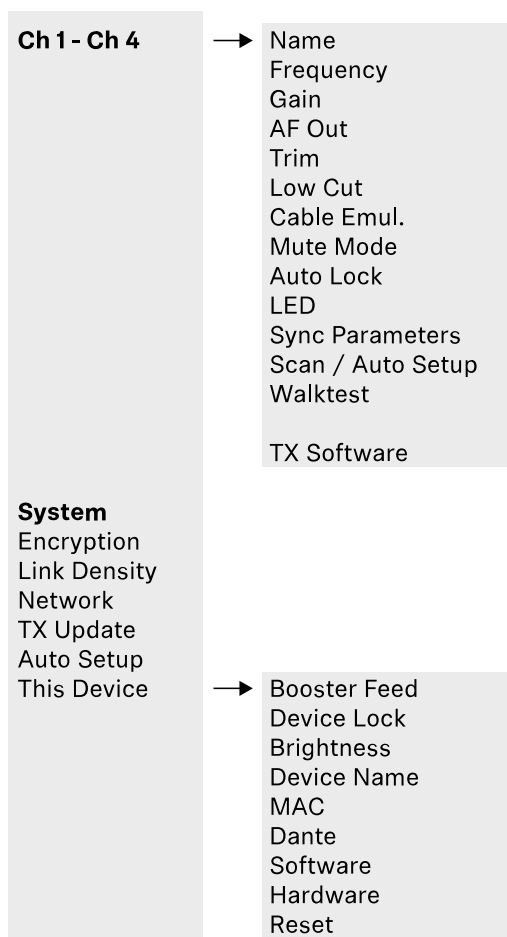 Ch 1 - Ch 4
Name
Frequency
Gain
AF Out
Trim
Low Cut
Cable Emul.
Mute Mode
Auto Lock
LED
Sync Parameters
Scan / Auto Setup
Walktest
TX Software
System
Encryption
Link Density
Network
TX Update
Auto Setup
This Device
Booster Feed
Device Lock
Brightness
Device Name
MAC
Dante
Software
Hardware
Reset